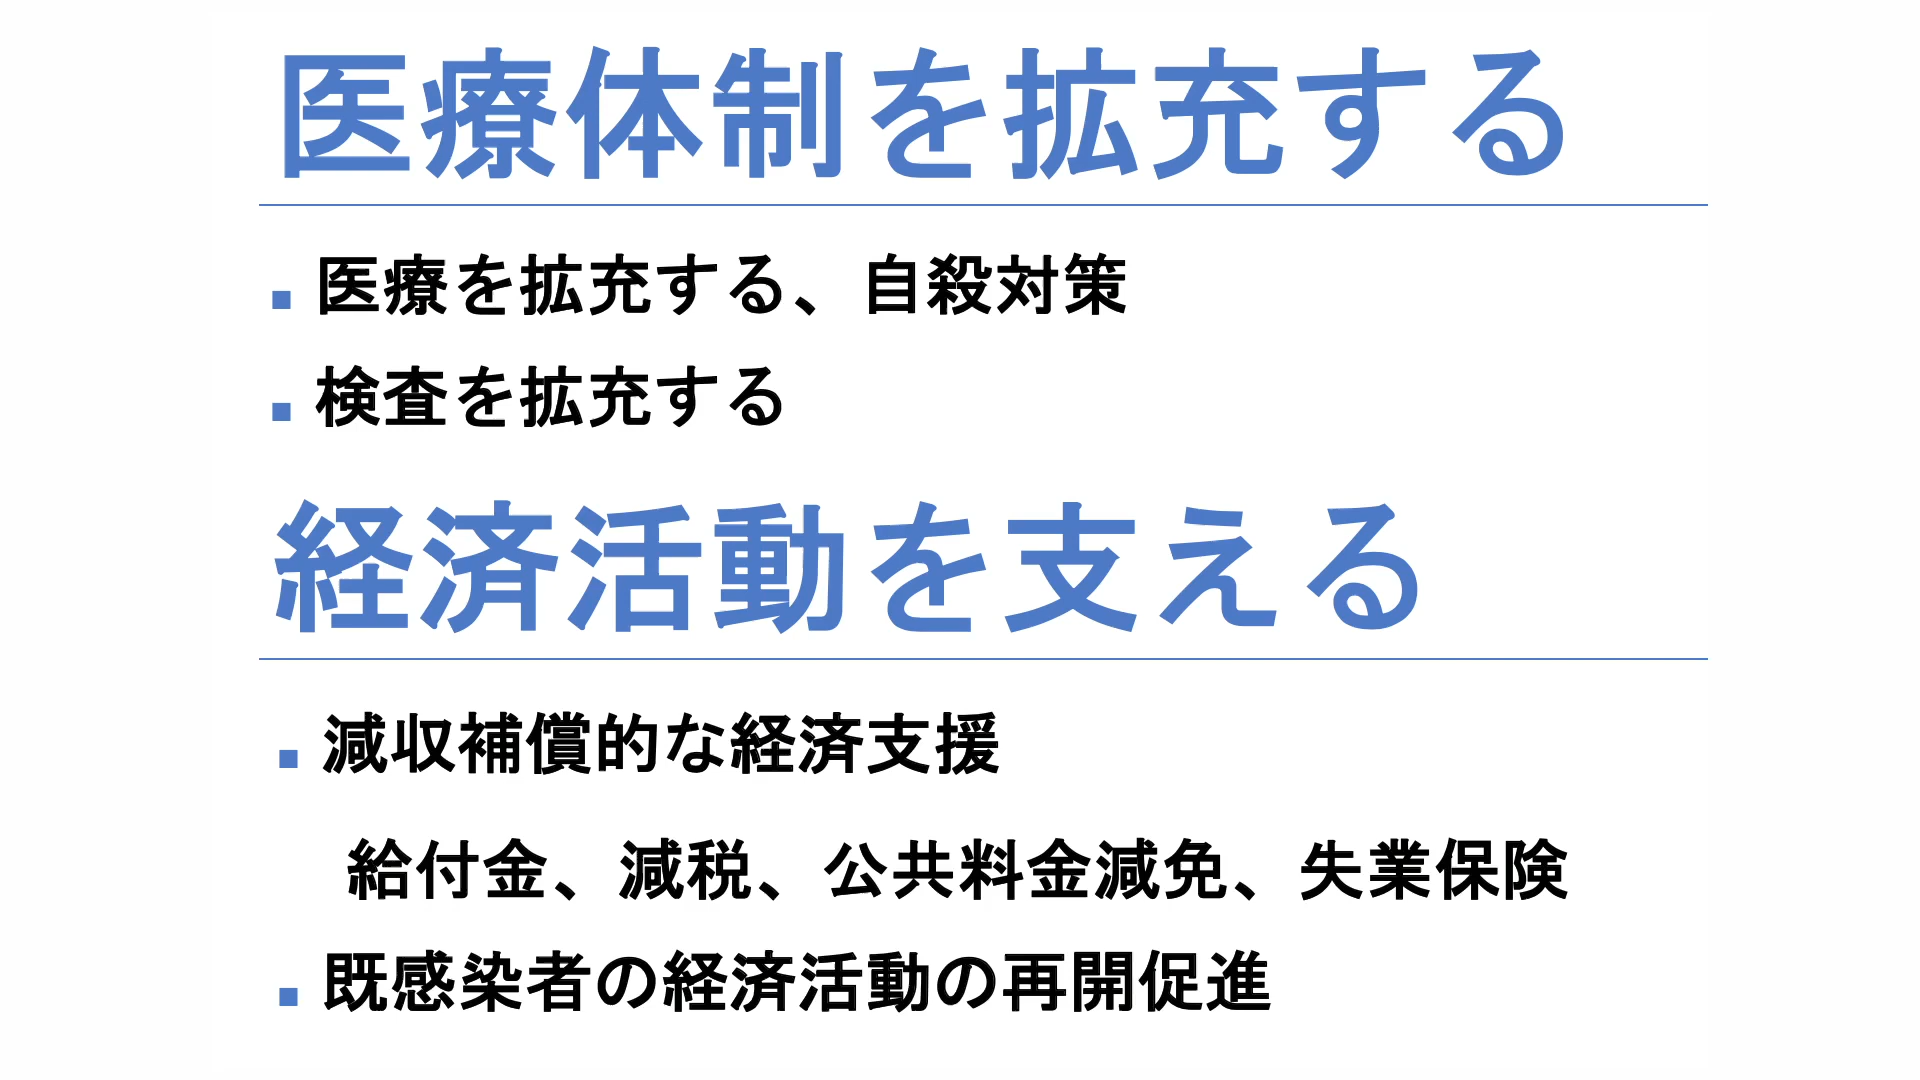 医療体制を拡充する
▪ 医療を拡充する、自殺対策
▪ 検査を拡充する
経済活動を支える
▪ 減収補償的な経済支援
給付金、減税、公共料金減免、失業保険
▪ 既感染者の経済活動の再開促進